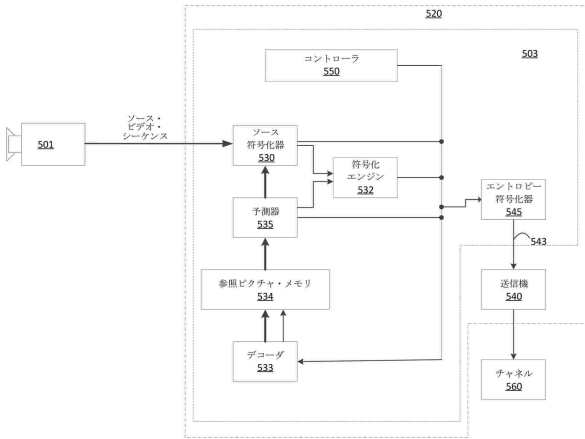 520
503
コントローラ
550
ソース・
ビデオ・
シーケンス
501
ソース
符号化器
530
符号化
エンジン
532
エントロピー
符号化器
545
予測器
535
543
参照ピクチャ・メモリ
534
送信機
540
デコーダ
533
チャネル
560